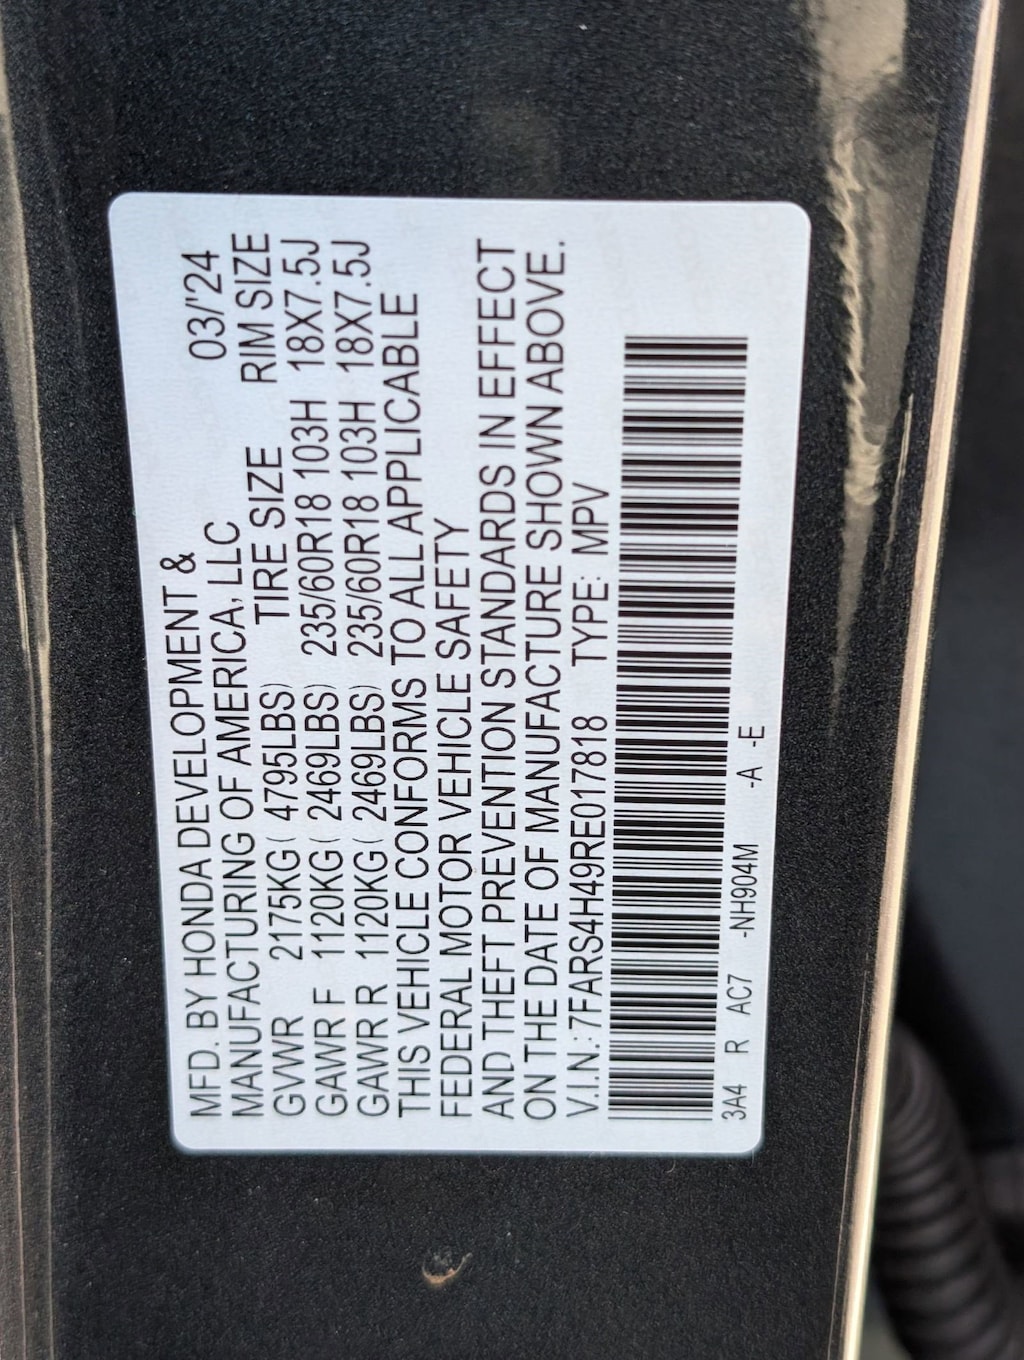 MFD. BY HONDA DEVELOPMENT &
MANUFACTURING OF AMERICA, LLC 03/'24
GVWR 2175KG( 4795LBS) TIRE SIZE RIM SIZE
GAWR F 1120KG( 2469LBS) 235/60R18 103H 18X7.5J
GAWR R 1120KG( 2469LBS) 235/60R18 103H 18X7.5J
THIS VEHICLE CONFORMS TO ALL APPLICABLE
FEDERAL MOTOR VEHICLE SAFETY
AND THEFT PREVENTION STANDARDS IN EFFECT
ON THE DATE OF MANUFACTURE SHOWN ABOVE.
V.I.N.: 7FARS4H49RE017818 TYPE: MPV
3A4 R AC7 -NH904M -A -E